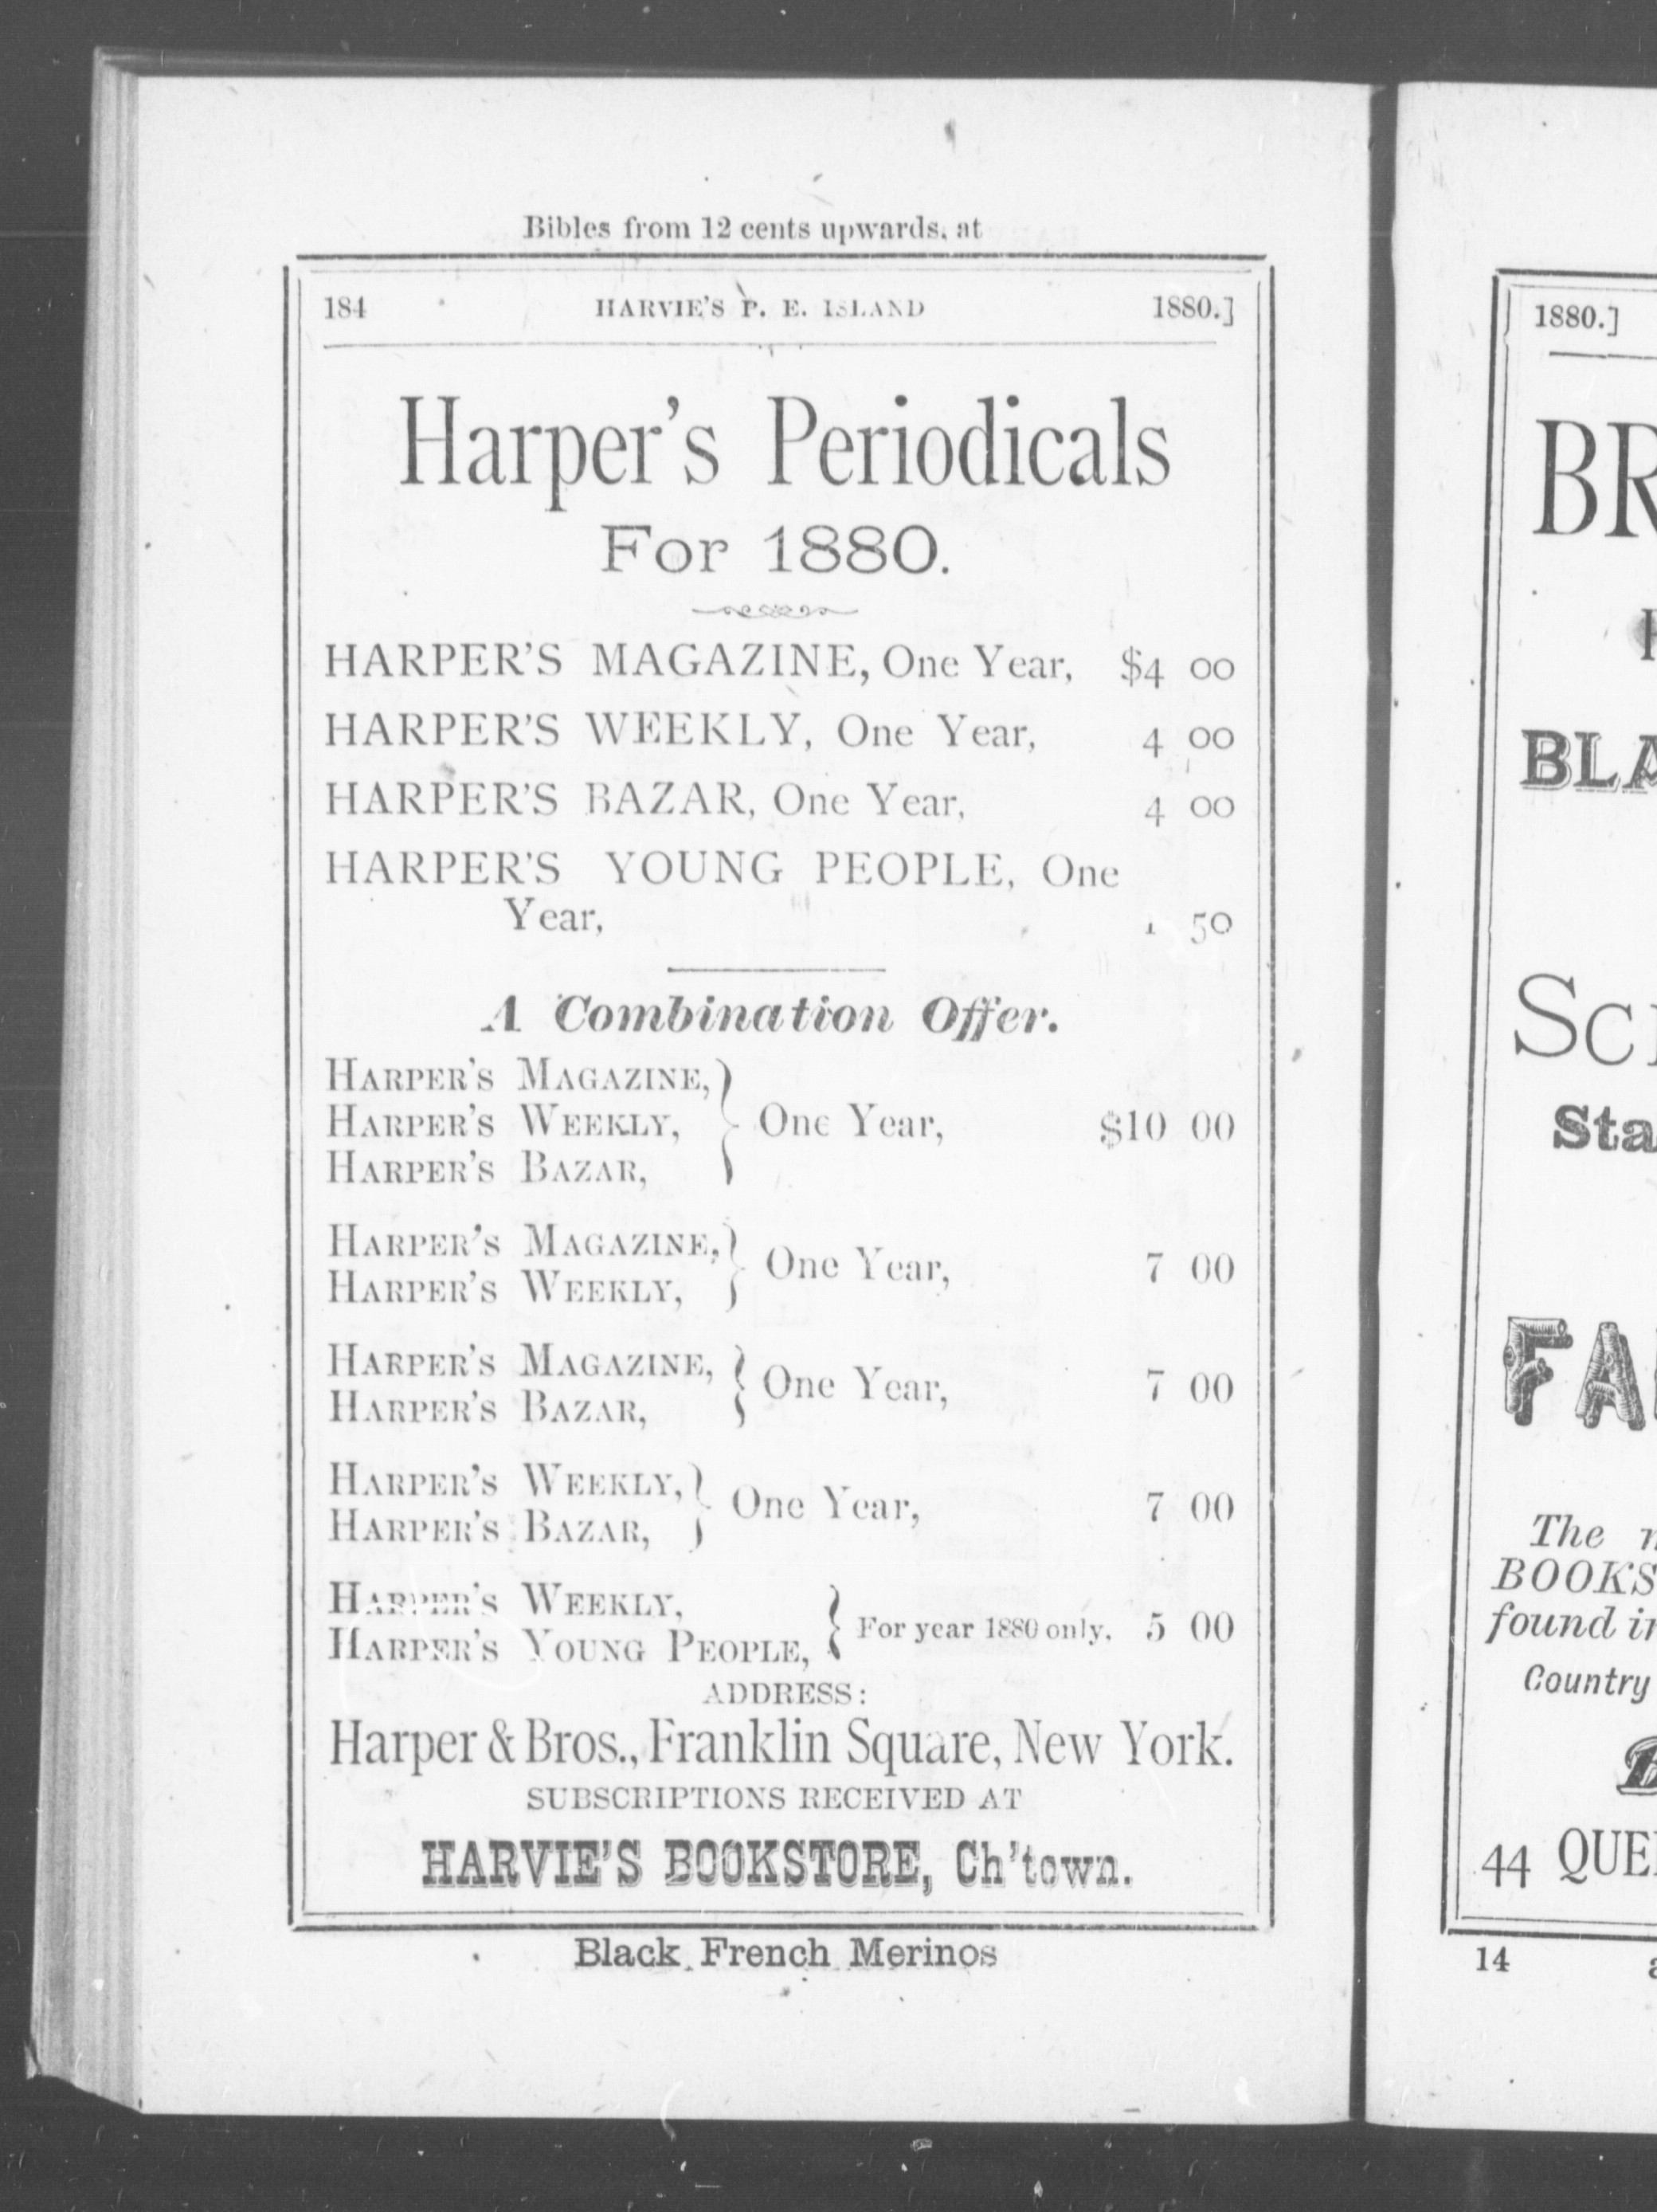 Bibles from 12 cents upwards, at
184 HARVIE'S P. E. ISLAND 1880.]
Harper's Periodicals
For 1880.
HARPER'S MAGAZINE, One Year, $4 00
HARPER'S WEEKLY, One Year, 4 00
HARPER'S BAZAR, One Year, 4 00
HARPER'S YOUNG PEOPLE, One
Year, 1 50
A Combination Offer.
HARPER'S MAGAZINE,
HARPER'S WEEKLY, One Year, $10 00
HARPER'S BAZAR,
HARPER'S MAGAZINE,
HARPER'S WEEKLY, One Year, 7 00
HARPER'S MAGAZINE,
HARPER'S BAZAR, One Year, 7 00
HARPER'S WEEKLY,
HARPER'S BAZAR, One Year, 7 00
HARPER'S WEEKLY,
HARPER'S YOUNG PEOPLE, For year 1880 only, 5 00
ADDRESS:
Harper & Bros., Franklin Square, New York.
SUBSCRIPTIONS RECEIVED AT
HARVIE'S BOOKSTORE, Ch'town.
Black French Merinos
1880.]
BR
BLA
SC
Sta
FA
The
BOOKS
found in
Country
44 QUE
14